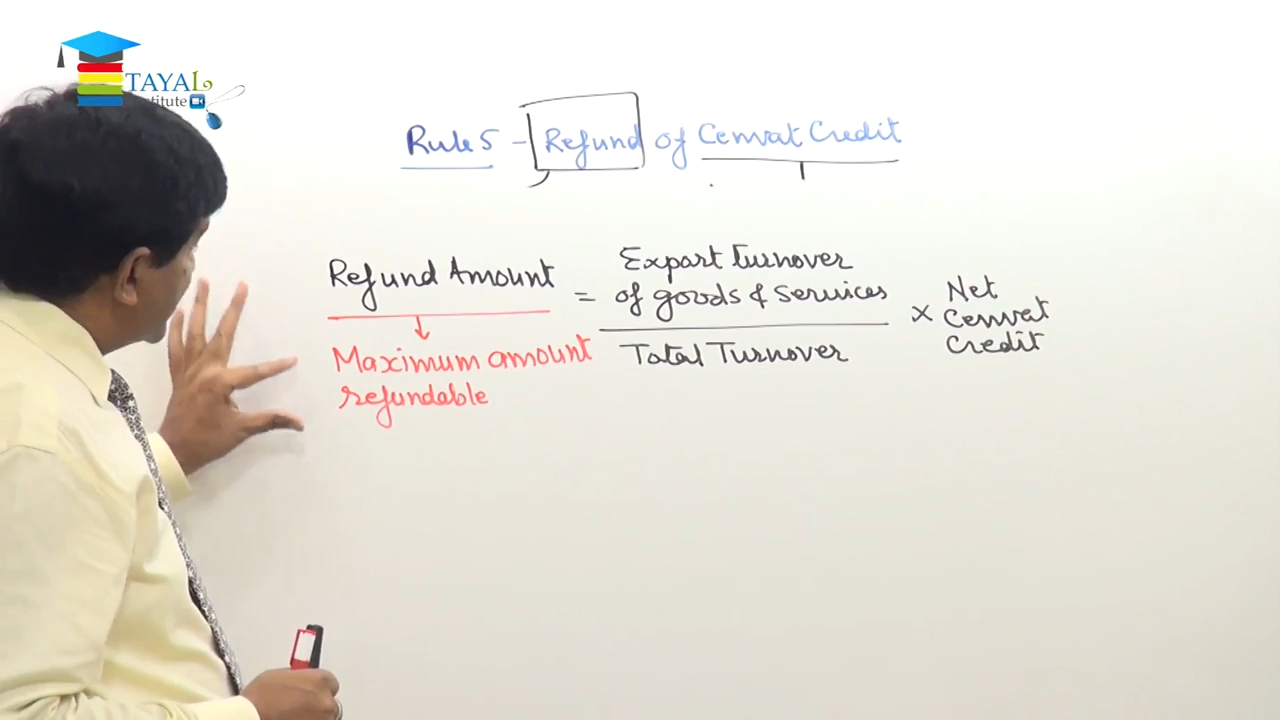 TAYAL
Institute
Rule 5 - Refund of Cenvat Credit
Refund Amount = Export Turnover
of goods & services
Total Turnover
× Net
Cenvat
Credit
Maximum amount
refundable